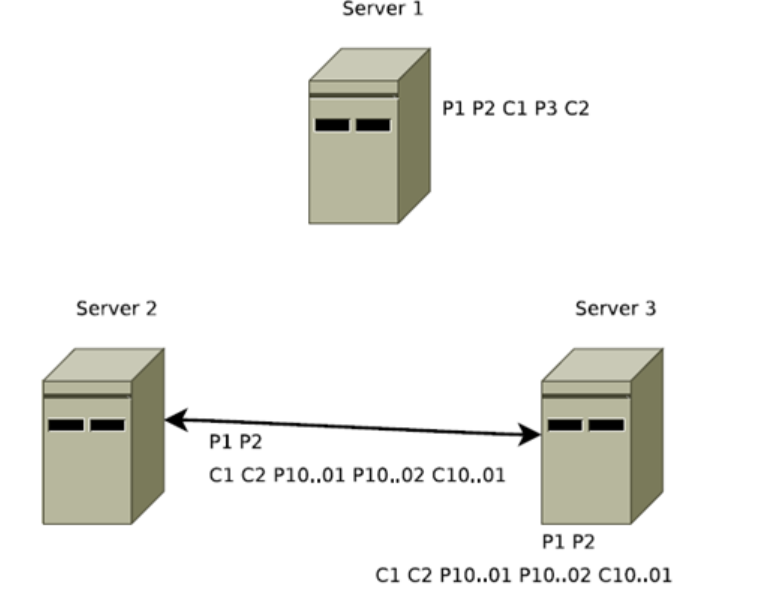 Server 1
P1 P2 C1 P3 C2
Server 2
Server 3
P1 P2
C1 C2 P10..01 P10..02 C10..01
P1 P2
C1 C2 P10..01 P10..02 C10..01